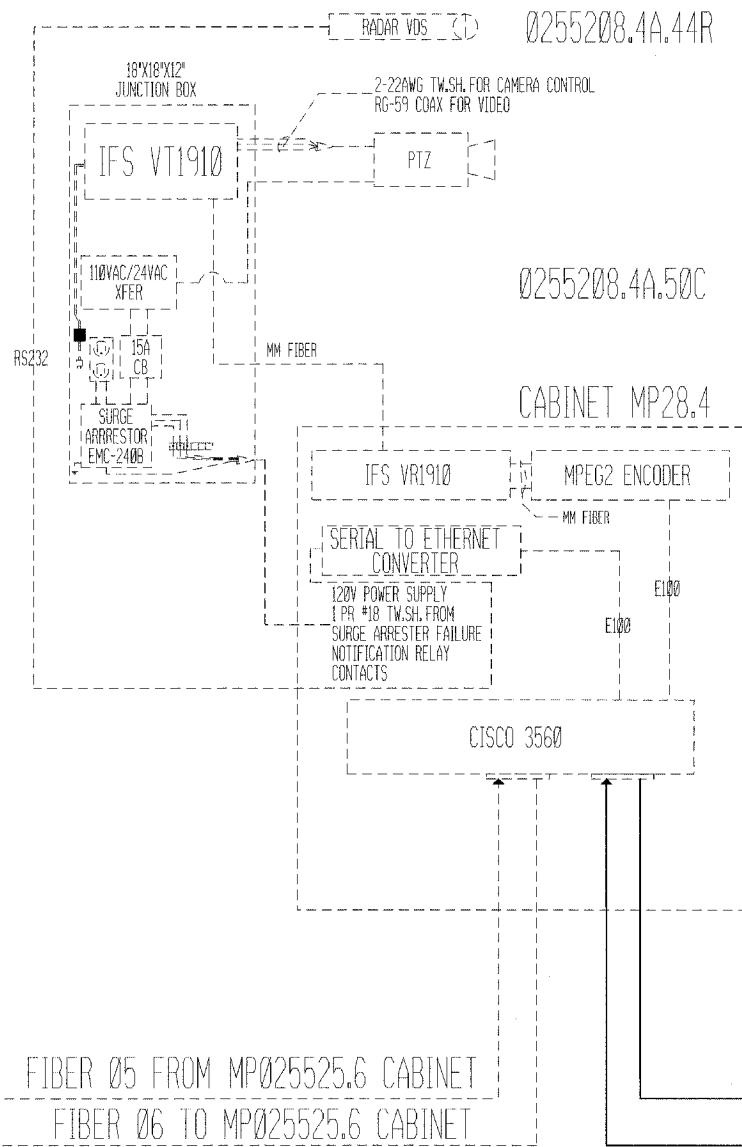 RADAR VDS
0255208.4A.44R
18"X18"X12"
JUNCTION BOX
2-22AWG TW.SH. FOR CAMERA CONTROL
RG-59 COAX FOR VIDEO
IFS VT1910
PTZ
110VAC/24VAC
XFER
0255208.4A.50C
RS232
15A
CB
MM FIBER
SURGE
ARRRESTOR
EMC-240B
CABINET MP28.4
IFS VR1910
MPEG2 ENCODER
MM FIBER
SERIAL TO ETHERNET
CONVERTER
120V POWER SUPPLY
1 PR #18 TW.SH. FROM
SURGE ARRESTER FAILURE
NOTIFICATION RELAY
CONTACTS
E100
E100
CISCO 3560
FIBER 05 FROM MP025525.6 CABINET
FIBER 06 TO MP025525.6 CABINET